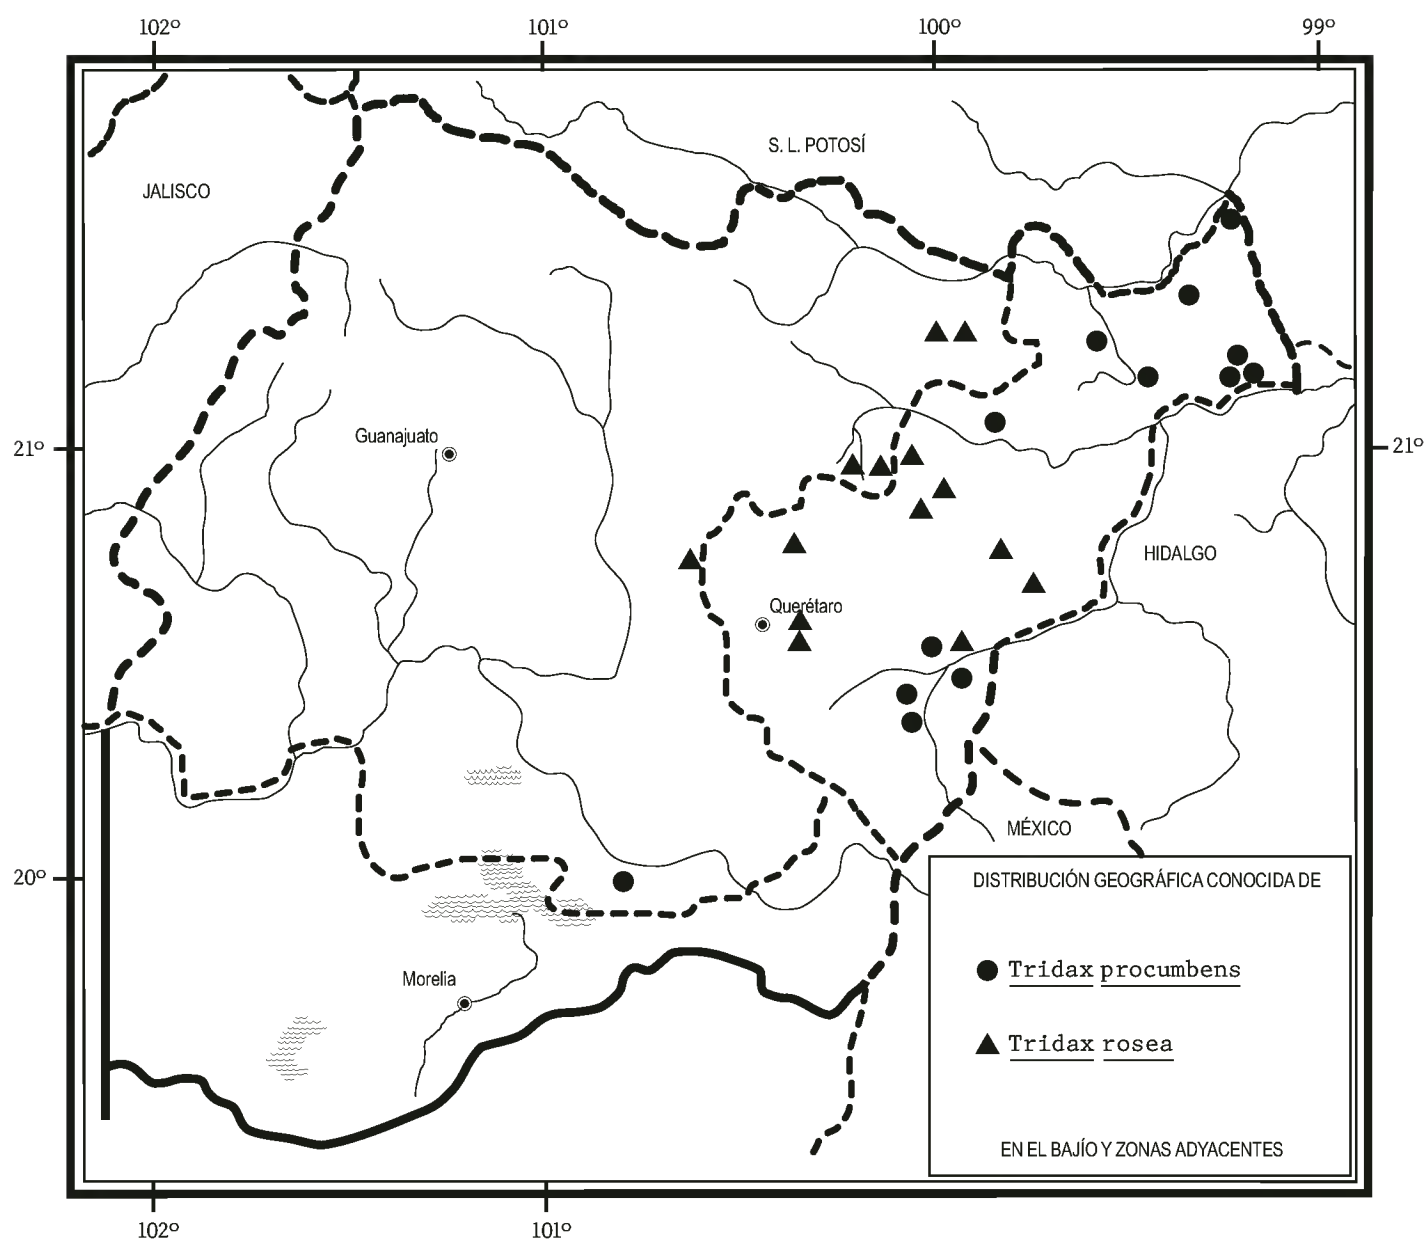 102º
101º
100º
99º
S. L. POTOSÍ
JALISCO
Guanajuato
21º
21º
HIDALGO
Querétaro
MÉXICO
20º
DISTRIBUCIÓN GEOGRÁFICA CONOCIDA DE
Tridax procumbens
Morelia
Tridax rosea
EN EL BAJÍO Y ZONAS ADYACENTES
102º
101º